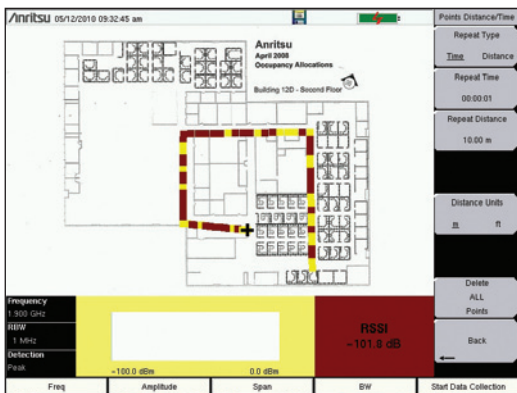 Anritsu 05/12/2010 09:32:45 am
Points Distance/Time
Repeat Type
Time Distance
Repeat Time
00:00:01
Repeat Distance
10.00 m
Distance Units
m ft
Delete
ALL
Points
Back
Anritsu
April 2008
Occupancy Allocations
Building 12D - Second Floor
Frequency
1.900 GHz
RBW
1 MHz
Detection
Peak
-100.0 dBm 0.0 dBm
RSSI
-101.8 dB
Freq Amplitude Span BW Start Data Collection